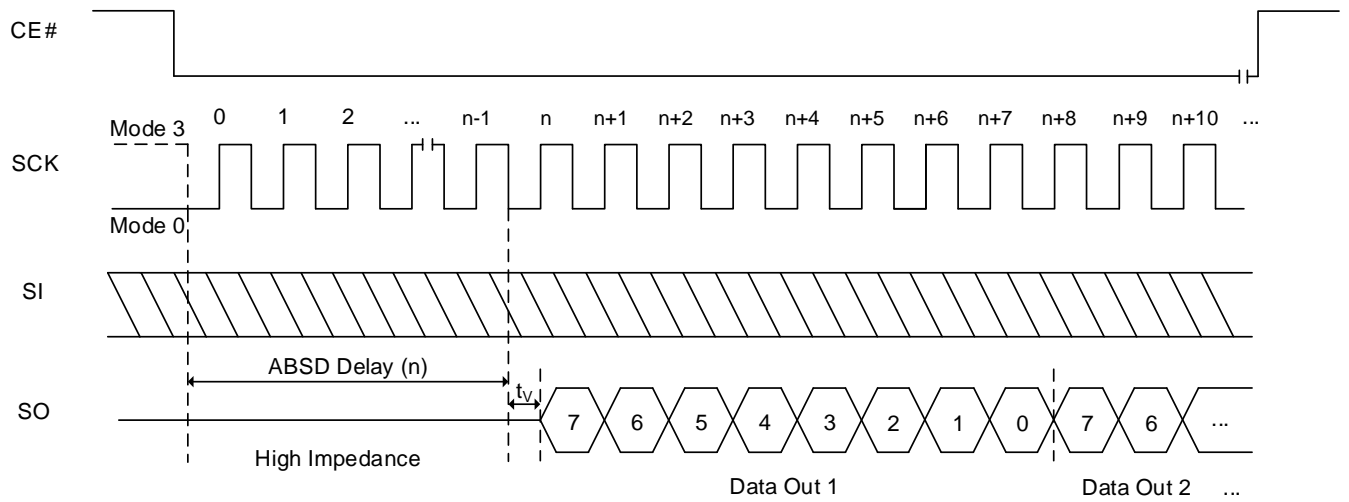 CE#
0 1 2 ... n-1 n n+1 n+2 n+3 n+4 n+5 n+6 n+7 n+8 n+9 n+10 ...
Mode 3
SCK
Mode 0
SI
ABSD Delay (n)
tV
SO
7 6 5 4 3 2 1 0 7 6 ...
High Impedance
Data Out 1 Data Out 2 ...